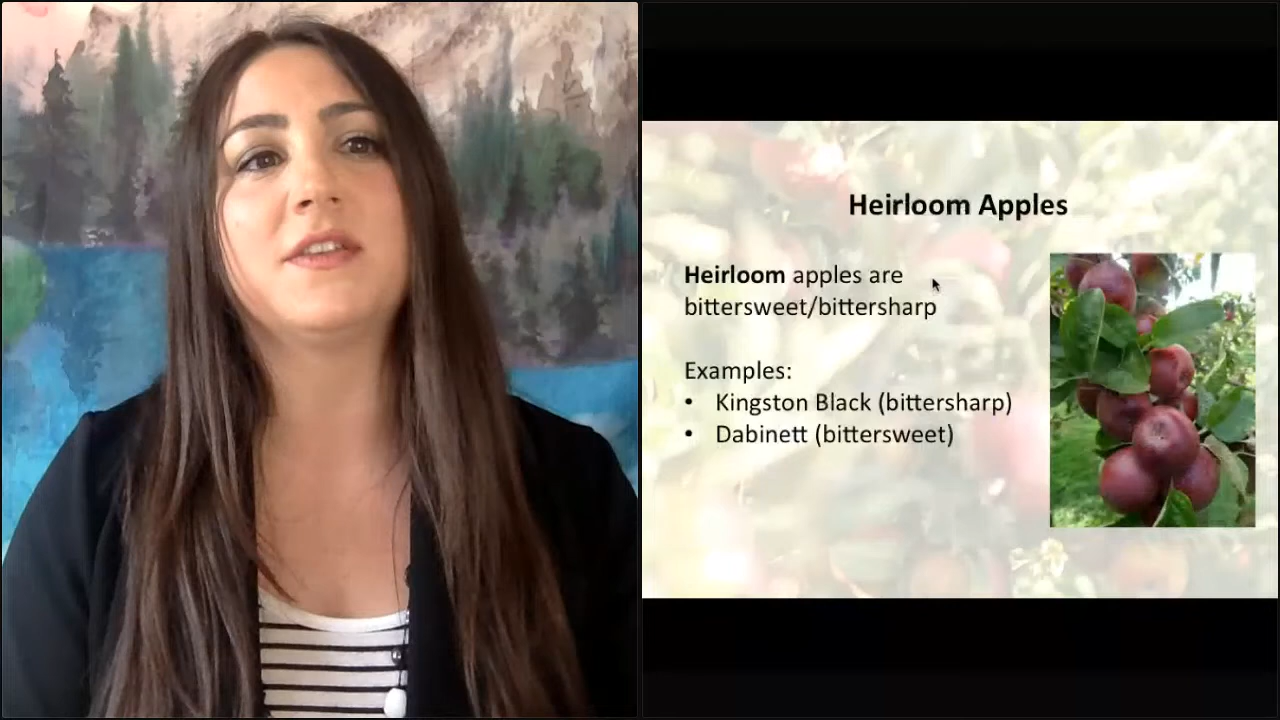 Heirloom Apples
Heirloom apples are
bittersweet/bittersharp
Examples:
• Kingston Black (bittersharp)
• Dabinett (bittersweet)